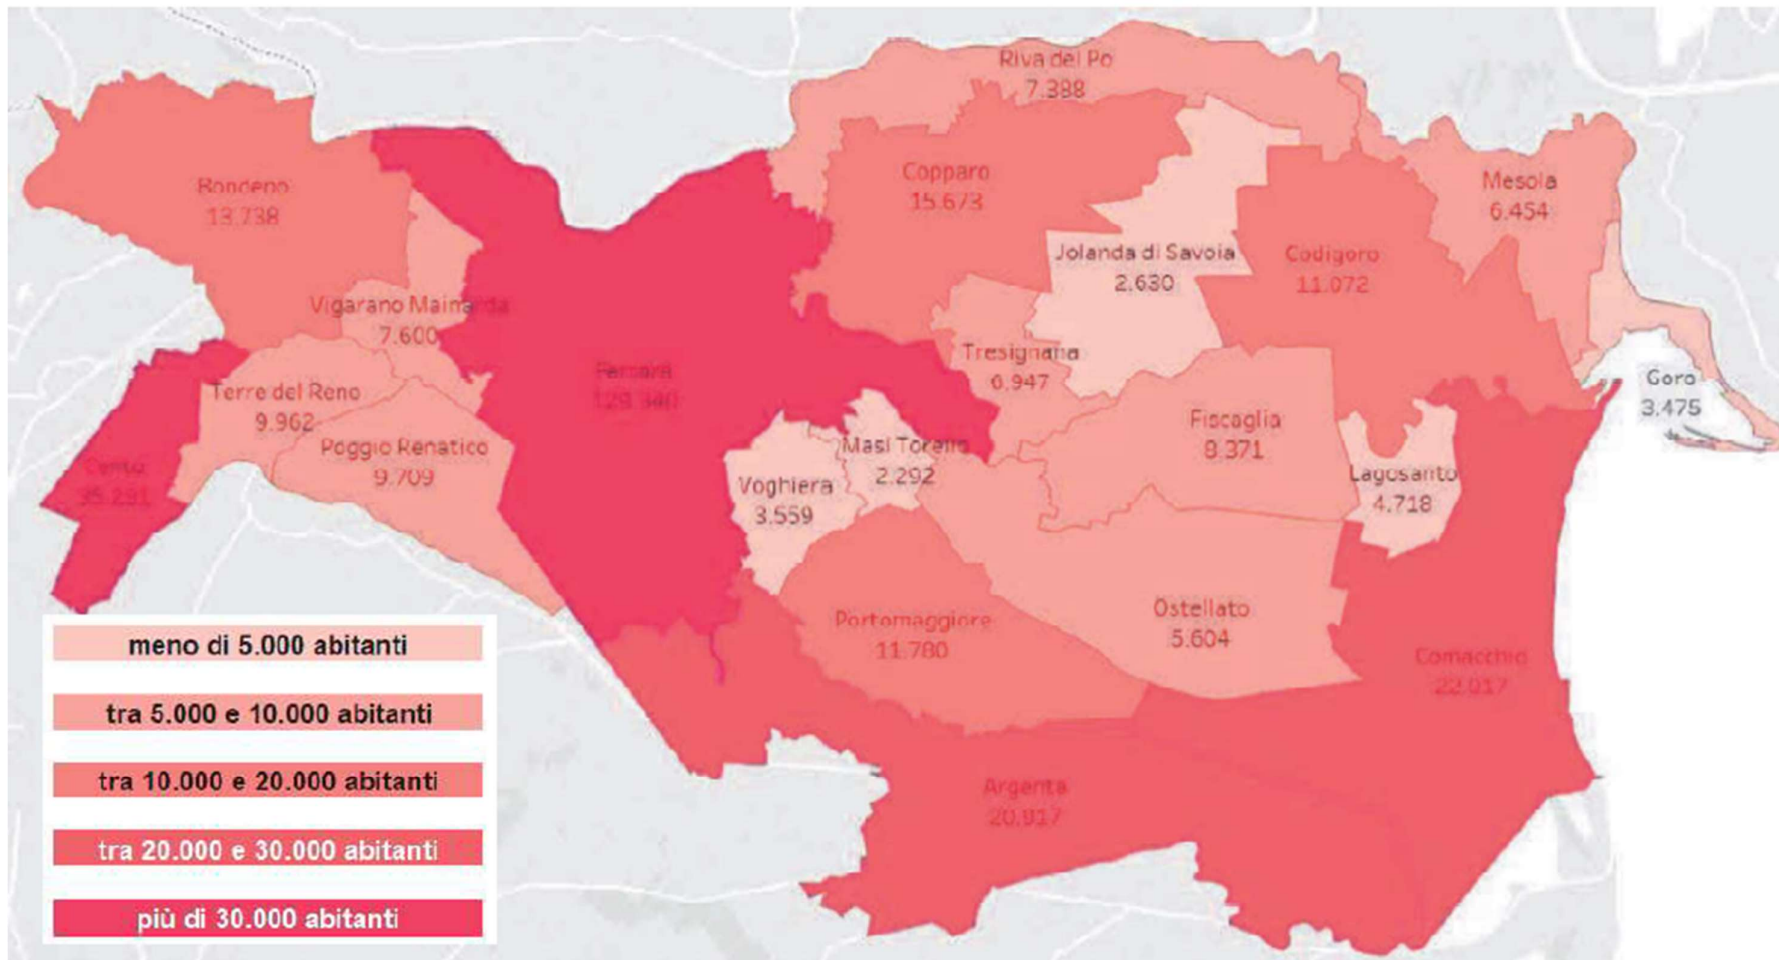 Riva del Po
7.388
Bondeno
13.738
Copparo
15.673
Mesola
6.454
Jolanda di Savoia
2.630
Codigoro
11.072
Vigarano Mainarda
7.600
Tresignana
6.947
Ferrara
Terre del Reno
9.962
Goro
3.475
Fiscaglia
8.371
Poggio Renatico
9.709
Masi Torello
2.292
Cento
Lagosanto
4.718
Voghiera
3.559
Portomaggiore
11.780
Ostellato
5.604
Comacchio
Argenta
meno di 5.000 abitanti
tra 5.000 e 10.000 abitanti
tra 10.000 e 20.000 abitanti
tra 20.000 e 30.000 abitanti
più di 30.000 abitanti